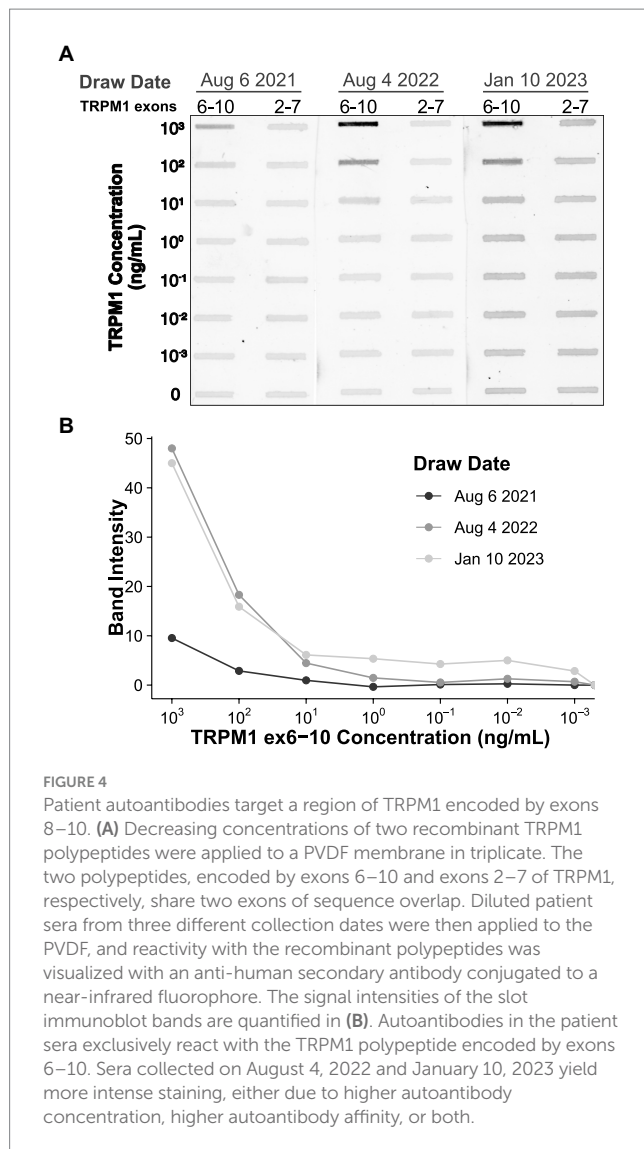 A
Draw Date Aug 6 2021 Aug 4 2022 Jan 10 2023
TRPM1 exons 6-10 2-7 6-10 2-7 6-10 2-7
TRPM1 Concentration
(ng/mL)
10³
10²
10¹
10⁰
10⁻¹
10⁻²
10⁻³
0
B
50
40
30
20
10
0
Band Intensity
Draw Date
Aug 6 2021
Aug 4 2022
Jan 10 2023
10³ 10² 10¹ 10⁰ 10⁻¹ 10⁻² 10⁻³
TRPM1 ex6−10 Concentration (ng/mL)
FIGURE 4
Patient autoantibodies target a region of TRPM1 encoded by exons
8–10. (A) Decreasing concentrations of two recombinant TRPM1
polypeptides were applied to a PVDF membrane in triplicate. The
two polypeptides, encoded by exons 6–10 and exons 2–7 of TRPM1,
respectively, share two exons of sequence overlap. Diluted patient
sera from three different collection dates were then applied to the
PVDF, and reactivity with the recombinant polypeptides was
visualized with an anti-human secondary antibody conjugated to a
near-infrared fluorophore. The signal intensities of the slot
immunoblot bands are quantified in (B). Autoantibodies in the patient
sera exclusively react with the TRPM1 polypeptide encoded by exons
6–10. Sera collected on August 4, 2022 and January 10, 2023 yield
more intense staining, either due to higher autoantibody
concentration, higher autoantibody affinity, or both.